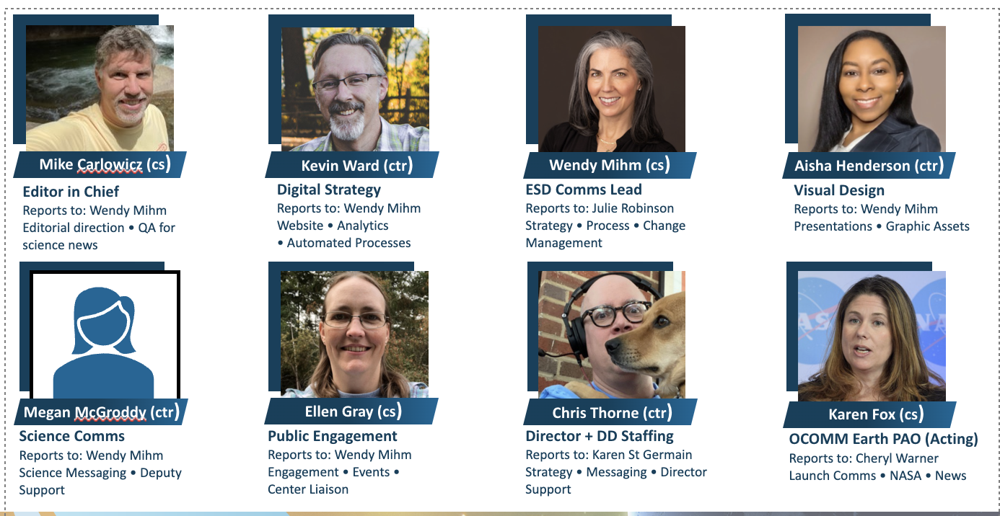 Mike Carlowicz (cs)
Editor in Chief
Reports to: Wendy Mihm
Editorial direction • QA for
science news
Kevin Ward (ctr)
Digital Strategy
Reports to: Wendy Mihm
Website • Analytics
• Automated Processes
Wendy Mihm (cs)
ESD Comms Lead
Reports to: Julie Robinson
Strategy • Process • Change
Management
Aisha Henderson (ctr)
Visual Design
Reports to: Wendy Mihm
Presentations • Graphic Assets
Megan McGroddy (ctr)
Science Comms
Reports to: Wendy Mihm
Science Messaging • Deputy
Support
Ellen Gray (cs)
Public Engagement
Reports to: Wendy Mihm
Engagement • Events •
Center Liaison
Chris Thorne (ctr)
Director + DD Staffing
Reports to: Karen St Germain
Strategy • Messaging • Director
Support
Karen Fox (cs)
OCOMM Earth PAO (Acting)
Reports to: Cheryl Warner
Launch Comms • NASA • News